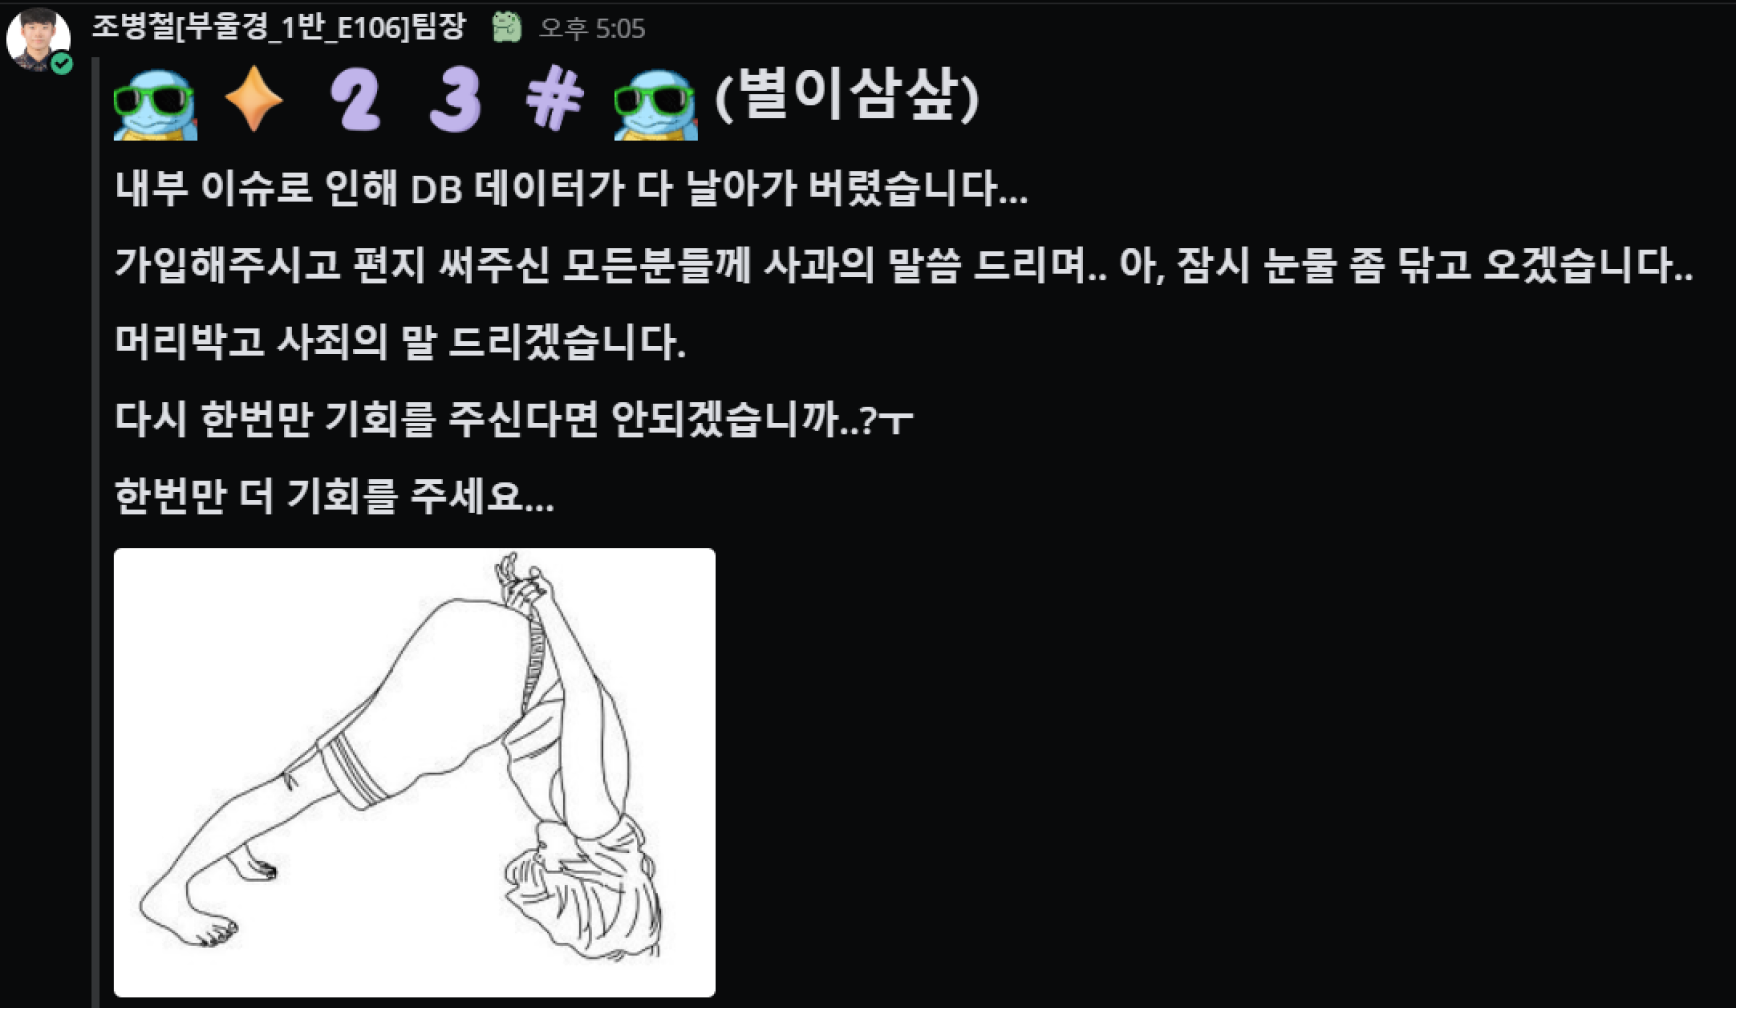 조병철[부울경_1반_E106]팀장 오후 5:05
2 3 # (별이삼샾)
내부 이슈로 인해 DB 데이터가 다 날아가 버렸습니다...
가입해주시고 편지 써주신 모든분들께 사과의 말씀 드리며.. 아, 잠시 눈물 좀 닦고 오겠습니다..
머리박고 사죄의 말 드리겠습니다.
다시 한번만 기회를 주신다면 안되겠습니까..?ㅜ
한번만 더 기회를 주세요...